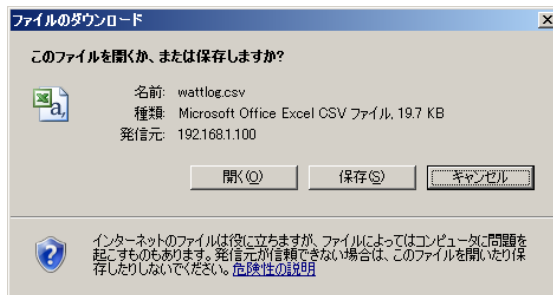 ファイルのダウンロード
このファイルを開くか、または保存しますか?
名前: wattlog.csv
種類: Microsoft Office Excel CSV ファイル, 19.7 KB
発信元: 192.168.1.100
開く(O)
保存(S)
キャンセル
インターネットのファイルは役に立ちますが、ファイルによってはコンピュータに問題を
起こすものもあります。発信元が信頼できない場合は、このファイルを開いたり保
存したりしないでください。危険性の説明